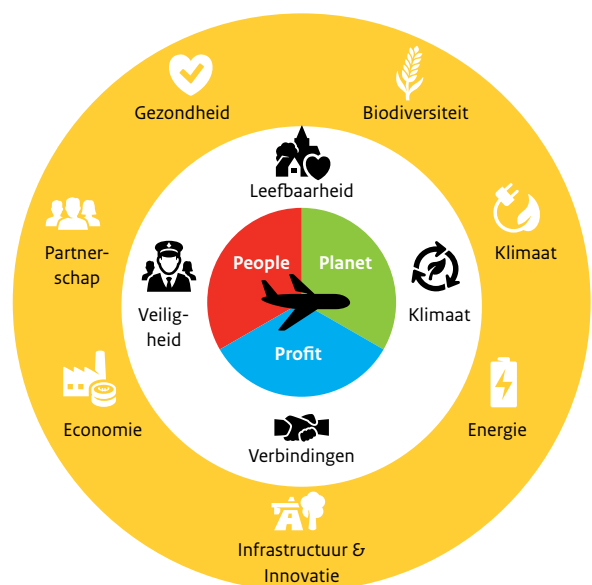 Gezondheid
Biodiversiteit
Leefbaarheid
Partner-
schap
People
Planet
Klimaat
Veilig-
heid
Klimaat
Profit
Economie
Energie
Verbindingen
Infrastructuur &
Innovatie